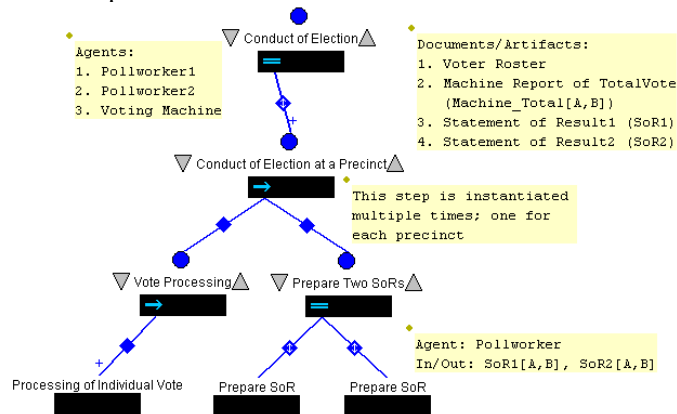 Conduct of Election
Agents:
1. Pollworker1
2. Pollworker2
3. Voting Machine
Documents/Artifacts:
1. Voter Roster
2. Machine Report of TotalVote
(Machine_Total[A,B])
3. Statement of Result1 (SoR1)
4. Statement of Result2 (SoR2)
+
Conduct of Election at a Precinct
This step is instantiated
multiple times; one for
each precinct
Vote Processing
Prepare Two SoRs
Agent: Pollworker
In/Out: SoR1[A,B], SoR2[A,B]
+
Processing of Individual Vote
Prepare SoR
Prepare SoR